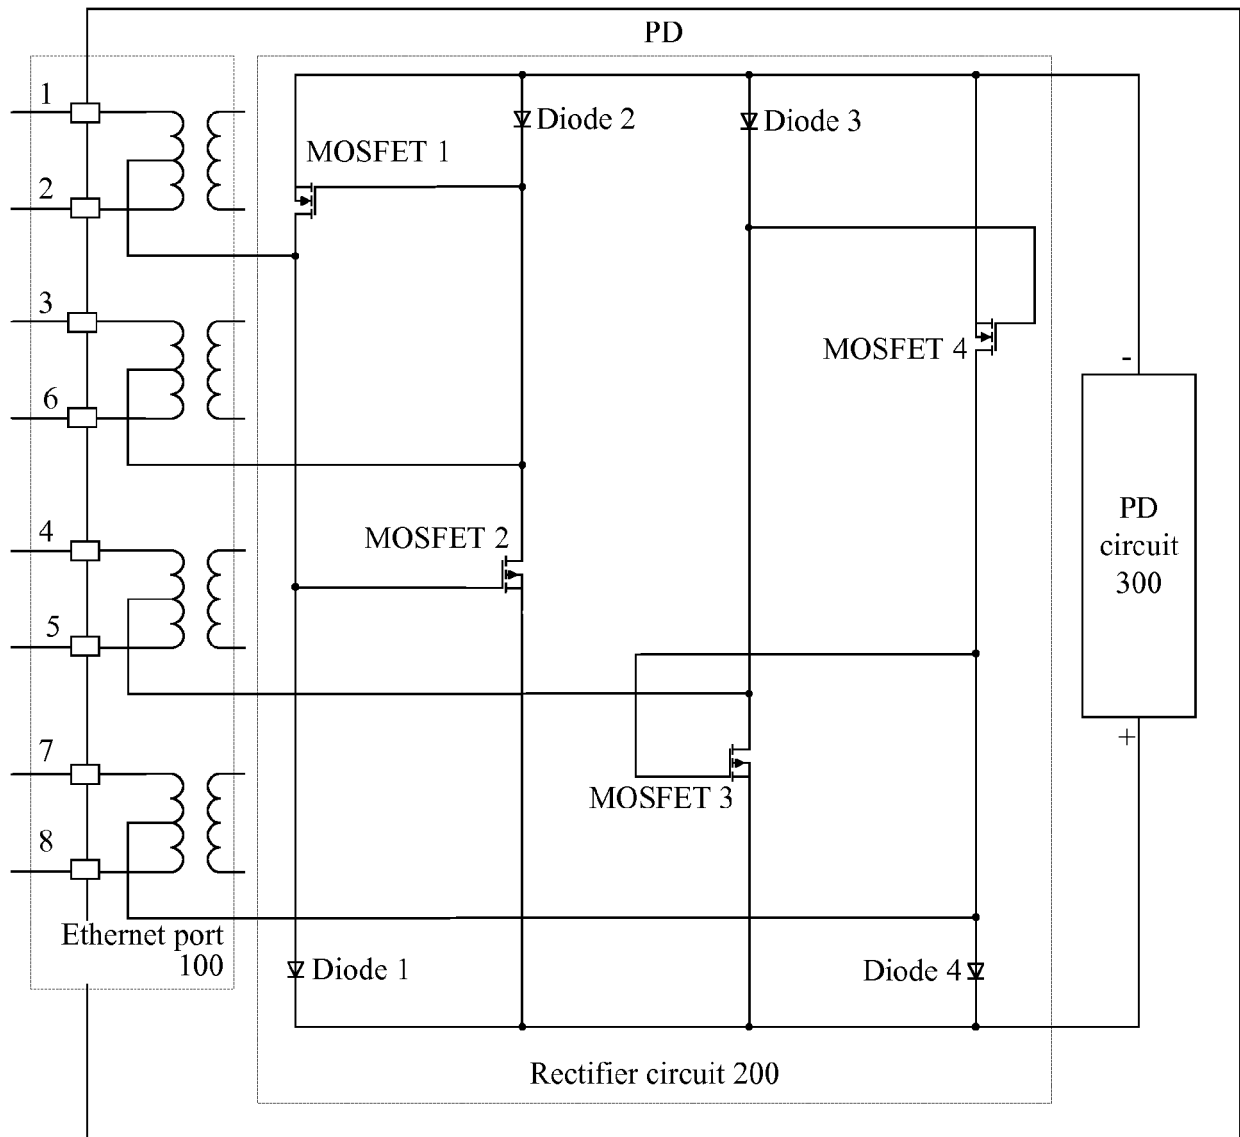 PD
1
Diode 2
Diode 3
MOSFET 1
2
3
MOSFET 4
-
6
PD
circuit
300
4
MOSFET 2
5
+
7
MOSFET 3
8
Ethernet port
100
Diode 1
Diode 4
Rectifier circuit 200